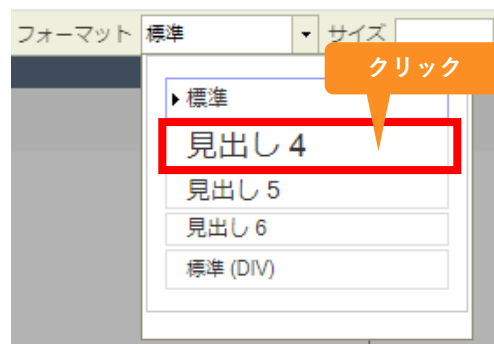 フォーマット 標準 サイズ
クリック
標準
見出し 4
見出し 5
見出し 6
標準 (DIV)